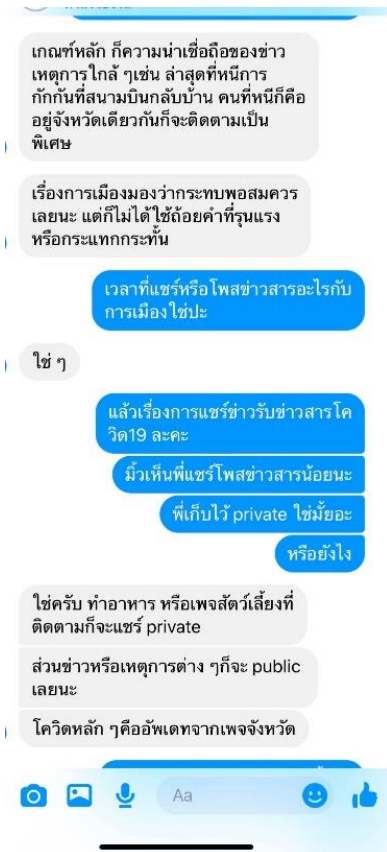 เกณฑ์หลัก ก็ความน่าเชื่อถือของข่าว
เหตุการใกล้ ๆเช่น ล่าสุดที่หนีการ
กักกันที่สนามบินกลับบ้าน คนที่หนีก็คือ
อยู่จังหวัดเดียวกันก็จะติดตามเป็น
พิเศษ
เรื่องการเมืองมองว่ากระทบพอสมควร
เลยนะ แต่ก็ไม่ได้ใช้ถ้อยคำที่รุนแรง
หรือกระแทกกระทั้น
เวลาที่แชร์หรือโพสข่าวสารอะไรกับ
การเมืองใช่ปะ
ใช่ ๆ
แล้วเรื่องการแชร์ข่าวรับข่าวสารโค
วิด19 ละคะ
มิ้วเห็นพี่แชร์โพสข่าวสารน้อยนะ
พี่เก็บไว้ private ใช่มั้ยอะ
หรือยังไง
ใช่ครับ ทำอาหาร หรือเพจสัตว์เลี้ยงที่
ติดตามก็จะแชร์ private
ส่วนข่าวหรือเหตุการต่าง ๆก็จะ public
เลยนะ
โควิดหลัก ๆคืออัพเดทจากเพจจังหวัด
Aa